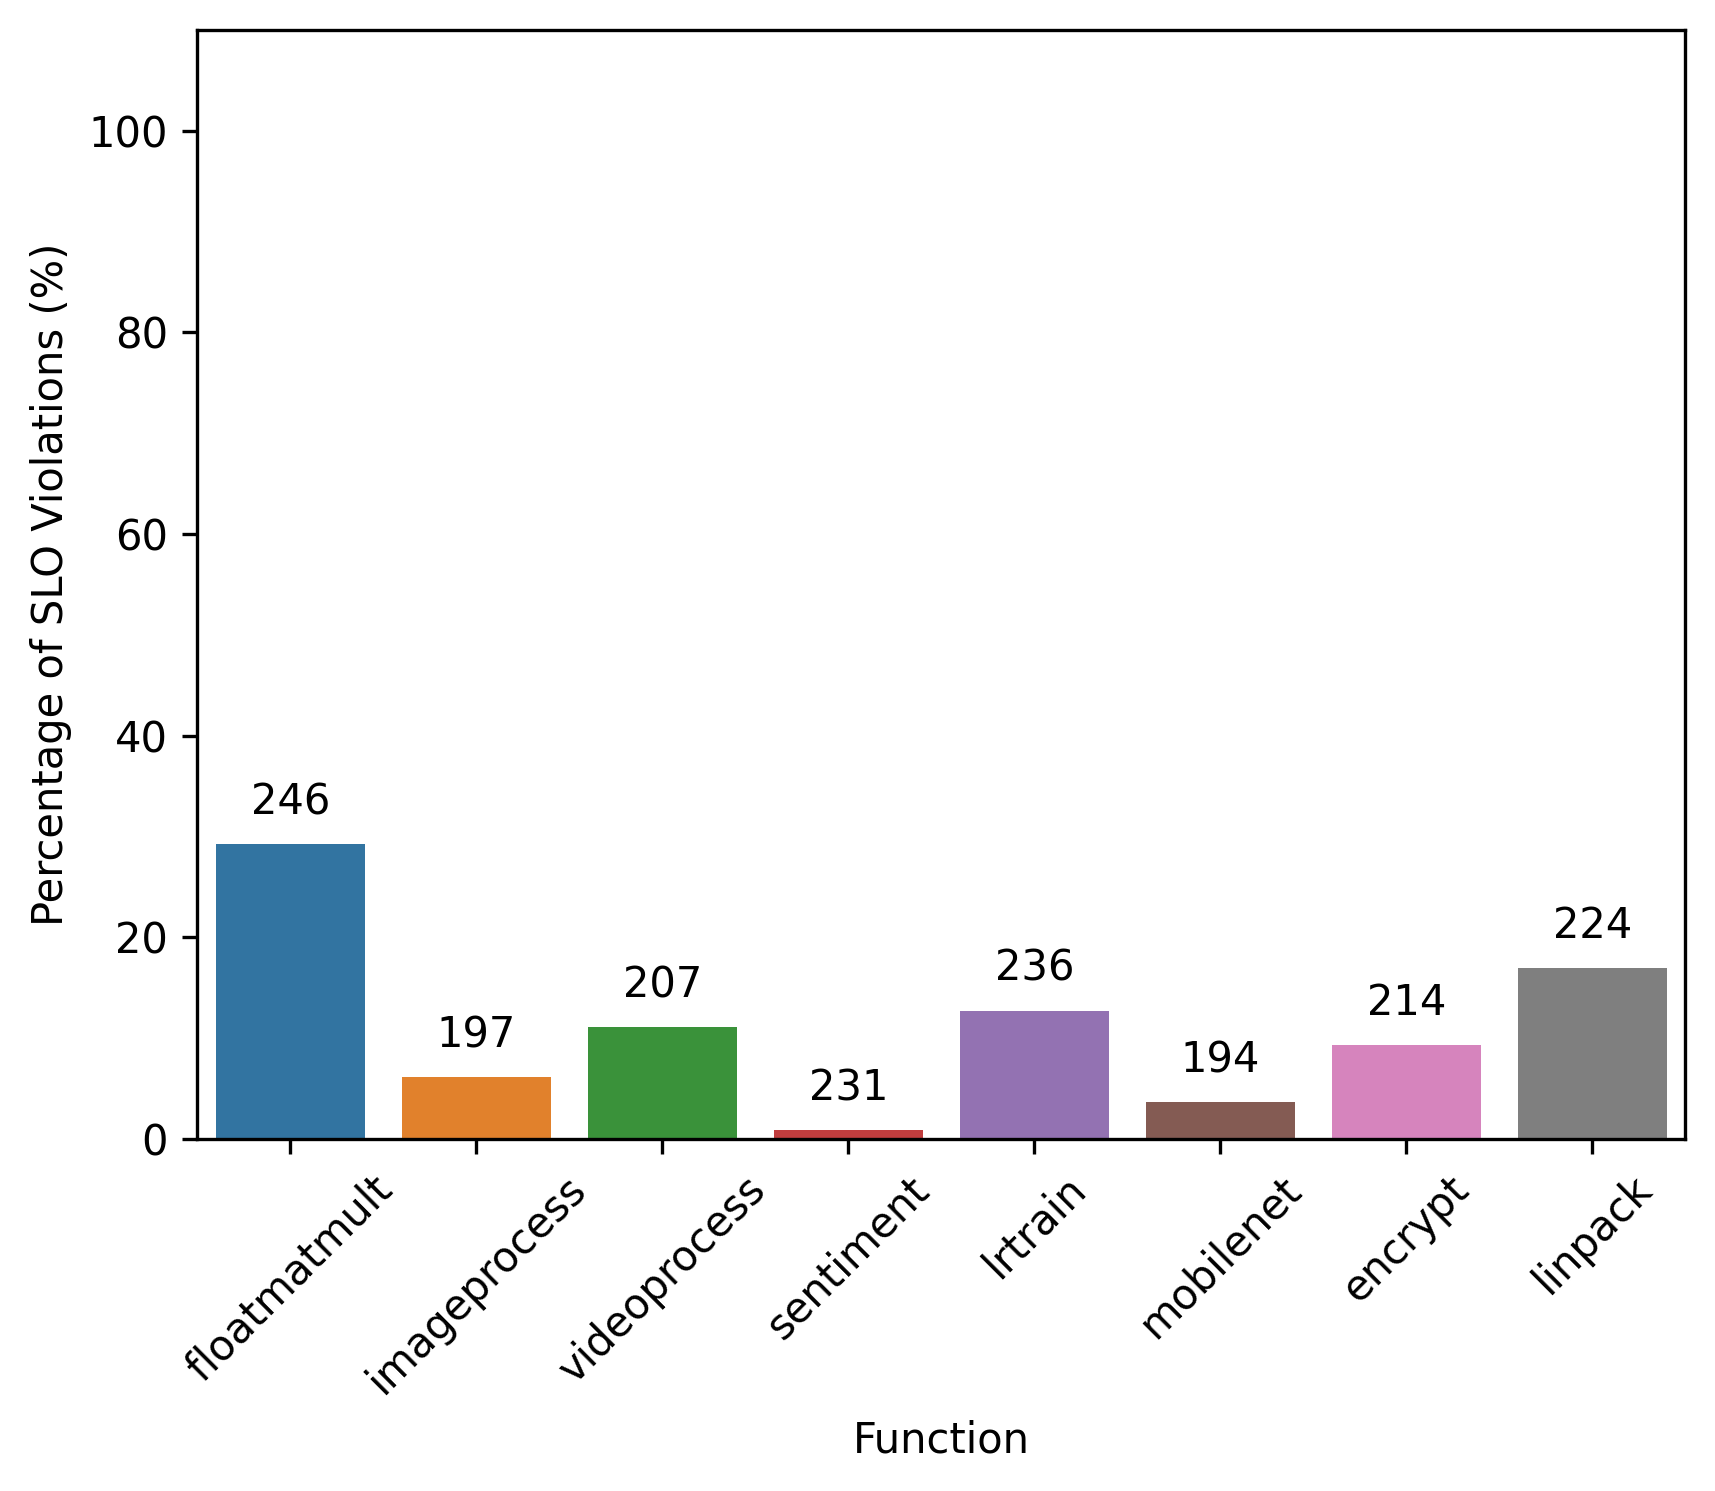 Percentage of SLO Violations (%)
100
80
60
40
20
0
246
197
207
231
236
194
214
224
floatmatmult
imageprocess
videoprocess
sentiment
lrtrain
mobilenet
encrypt
linpack
Function